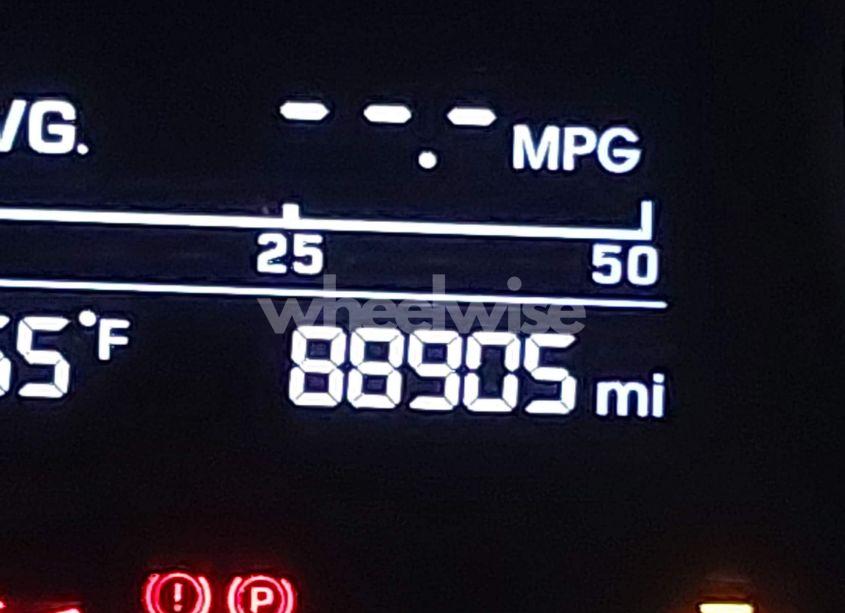 VG. --.- MPG
25 50
wheelwise
5°F 88905 mi
! P